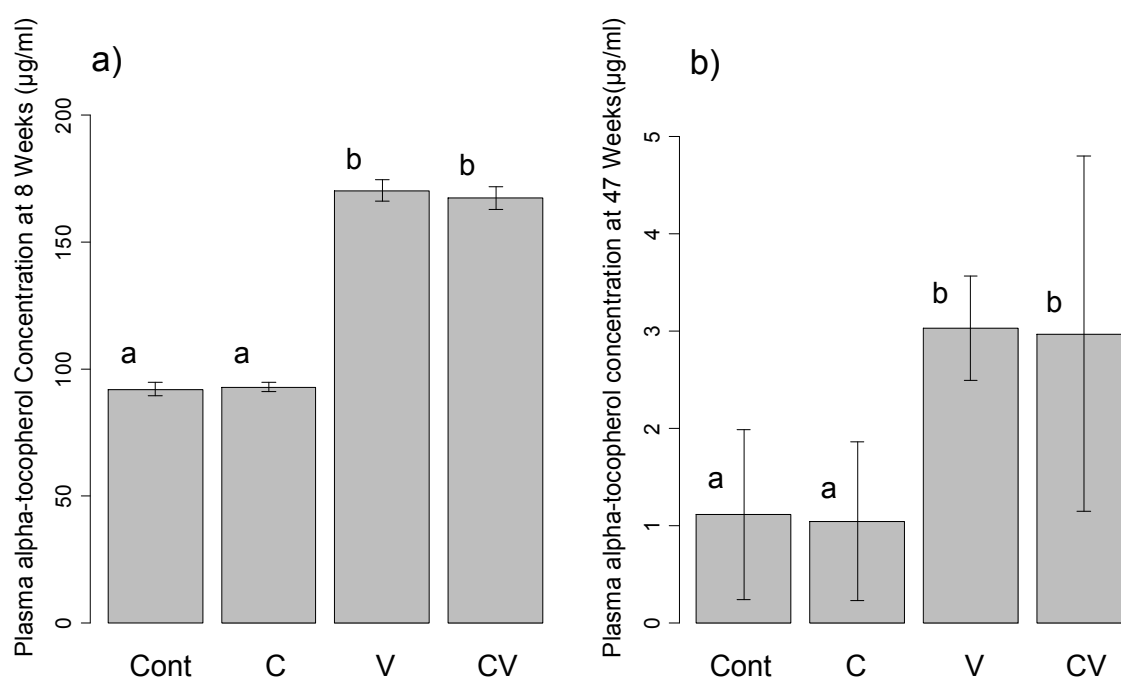 a)
Plasma alpha-tocopherol Concentration at 8 Weeks (µg/ml)
200
150
100
50
0
a
a
b
b
Cont C V CV
b)
Plasma alpha-tocopherol concentration at 47 Weeks(µg/ml)
5
4
3
2
1
0
a
a
b
b
Cont C V CV